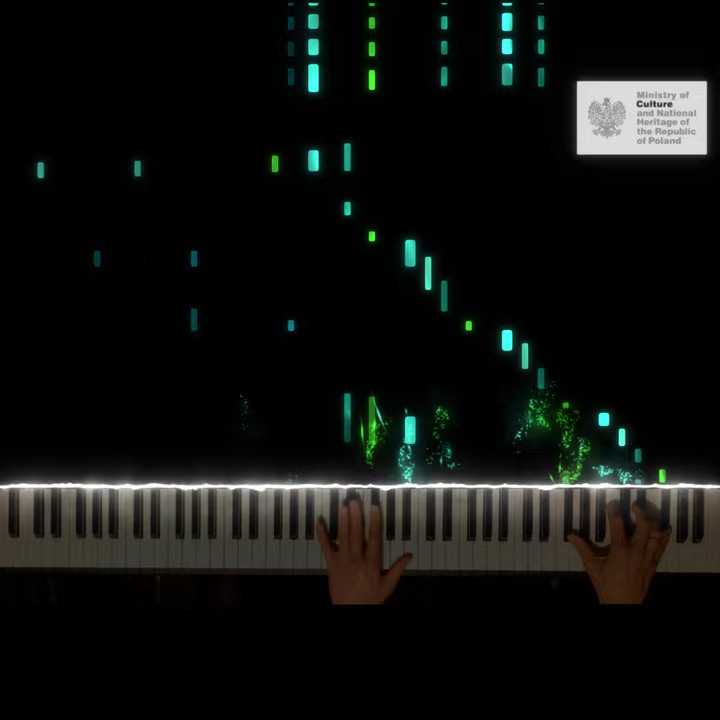 Ministry of
Culture
and National
Heritage of
the Republic
of Poland